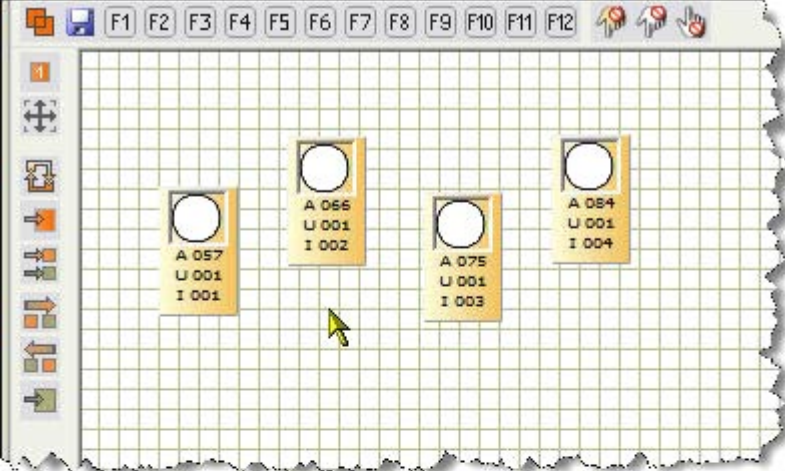 F1 F2 F3 F4 F5 F6 F7 F8 F9 F10 F11 F12
1
A 066
U 001
I 002
A 084
U 001
I 004
A 057
U 001
I 001
A 075
U 001
I 003